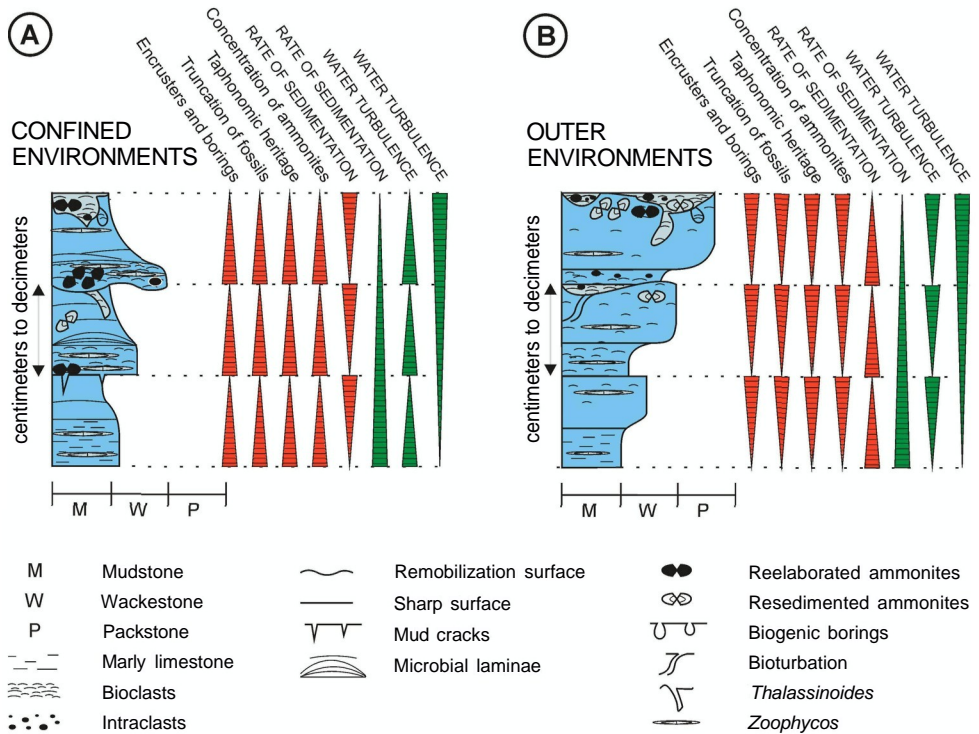 A
CONFINED
ENVIRONMENTS
Encrusters and borings
Truncation of fossils
Taphonomic heritage
Concentration of ammonites
RATE OF SEDIMENTATION
RATE OF SEDIMENTATION
WATER TURBULENCE
WATER TURBULENCE
centimeters to decimeters
M W P
B
OUTER
ENVIRONMENTS
Encrusters and borings
Truncation of fossils
Taphonomic heritage
Concentration of ammonites
RATE OF SEDIMENTATION
RATE OF SEDIMENTATION
WATER TURBULENCE
WATER TURBULENCE
centimeters to decimeters
M W P
M Mudstone
W Wackestone
P Packstone
Marly limestone
Bioclasts
Intraclasts
Remobilization surface
Sharp surface
Mud cracks
Microbial laminae
Reelaborated ammonites
Resedimented ammonites
Biogenic borings
Bioturbation
Thalassinoides
Zoophycos